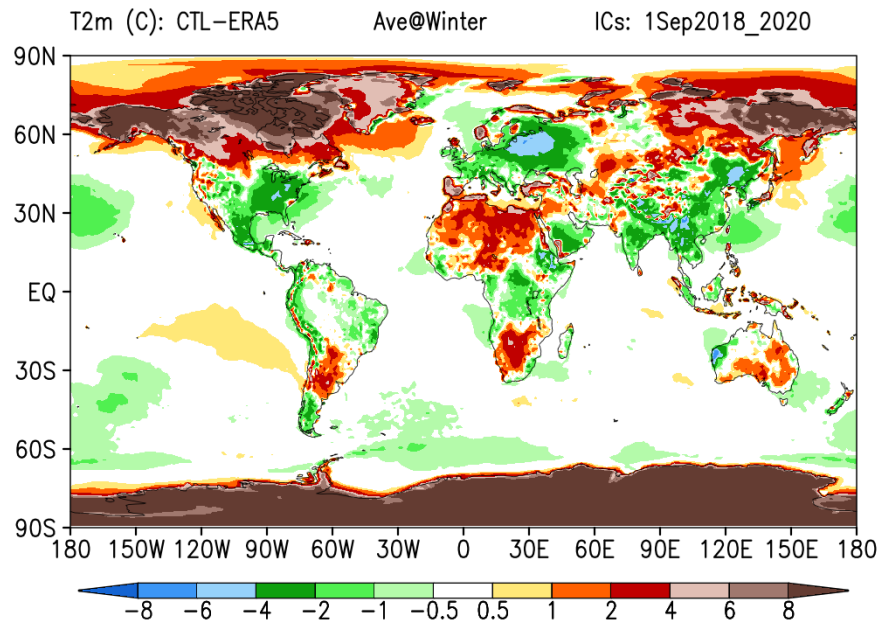 T2m (C): CTL-ERA5 Ave@Winter ICs: 1Sep2018_2020
90N
60N
30N
EQ
30S
60S
90S
180 150W 120W 90W 60W 30W 0 30E 60E 90E 120E 150E 180
-8 -6 -4 -2 -1 -0.5 0.5 1 2 4 6 8